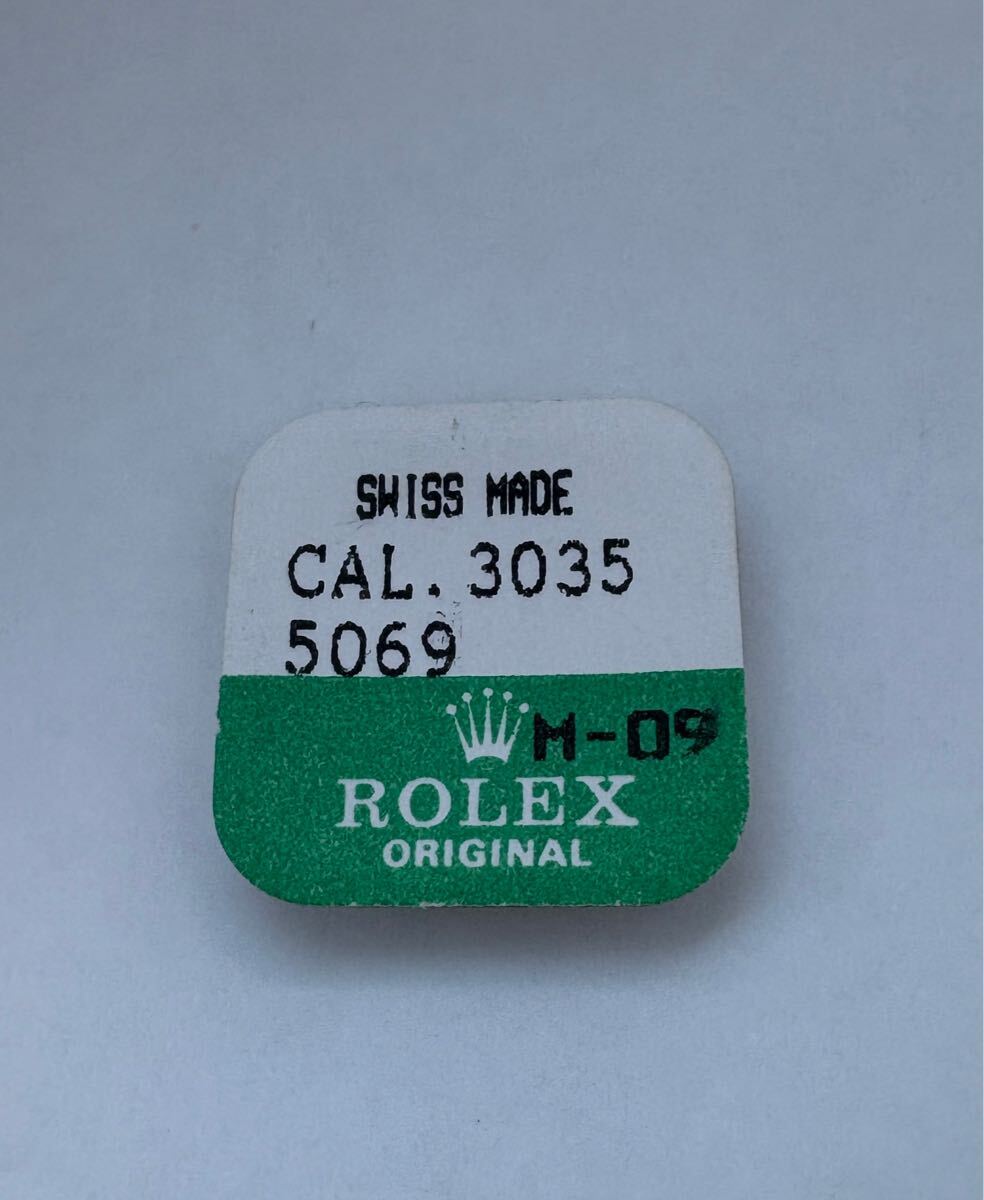 SWISS MADE
CAL. 3035
5069
M-09
ROLEX
ORIGINAL